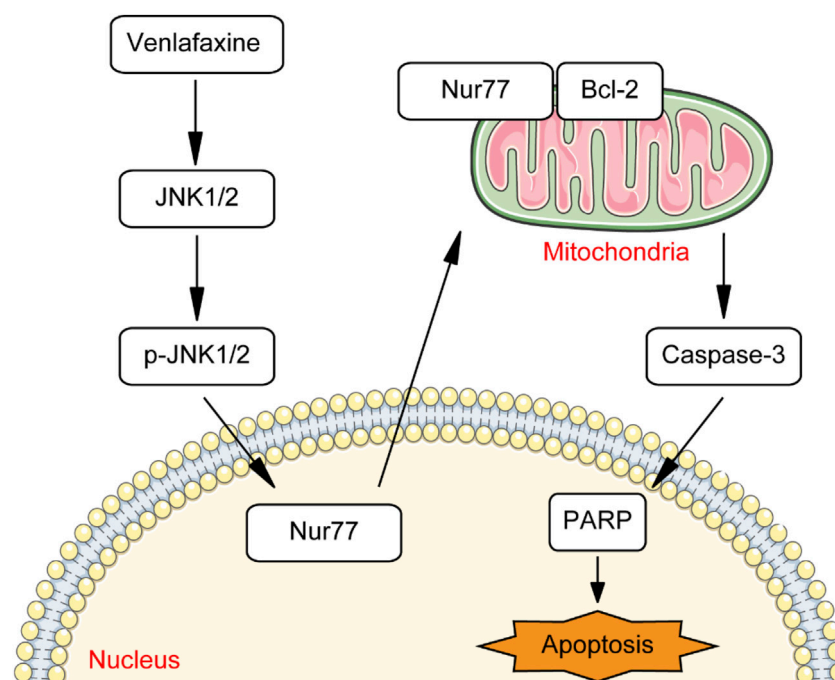 Venlafaxine
JNK1/2
p-JNK1/2
Nur77
Nur77
Bcl-2
Mitochondria
Caspase-3
PARP
Apoptosis
Nucleus